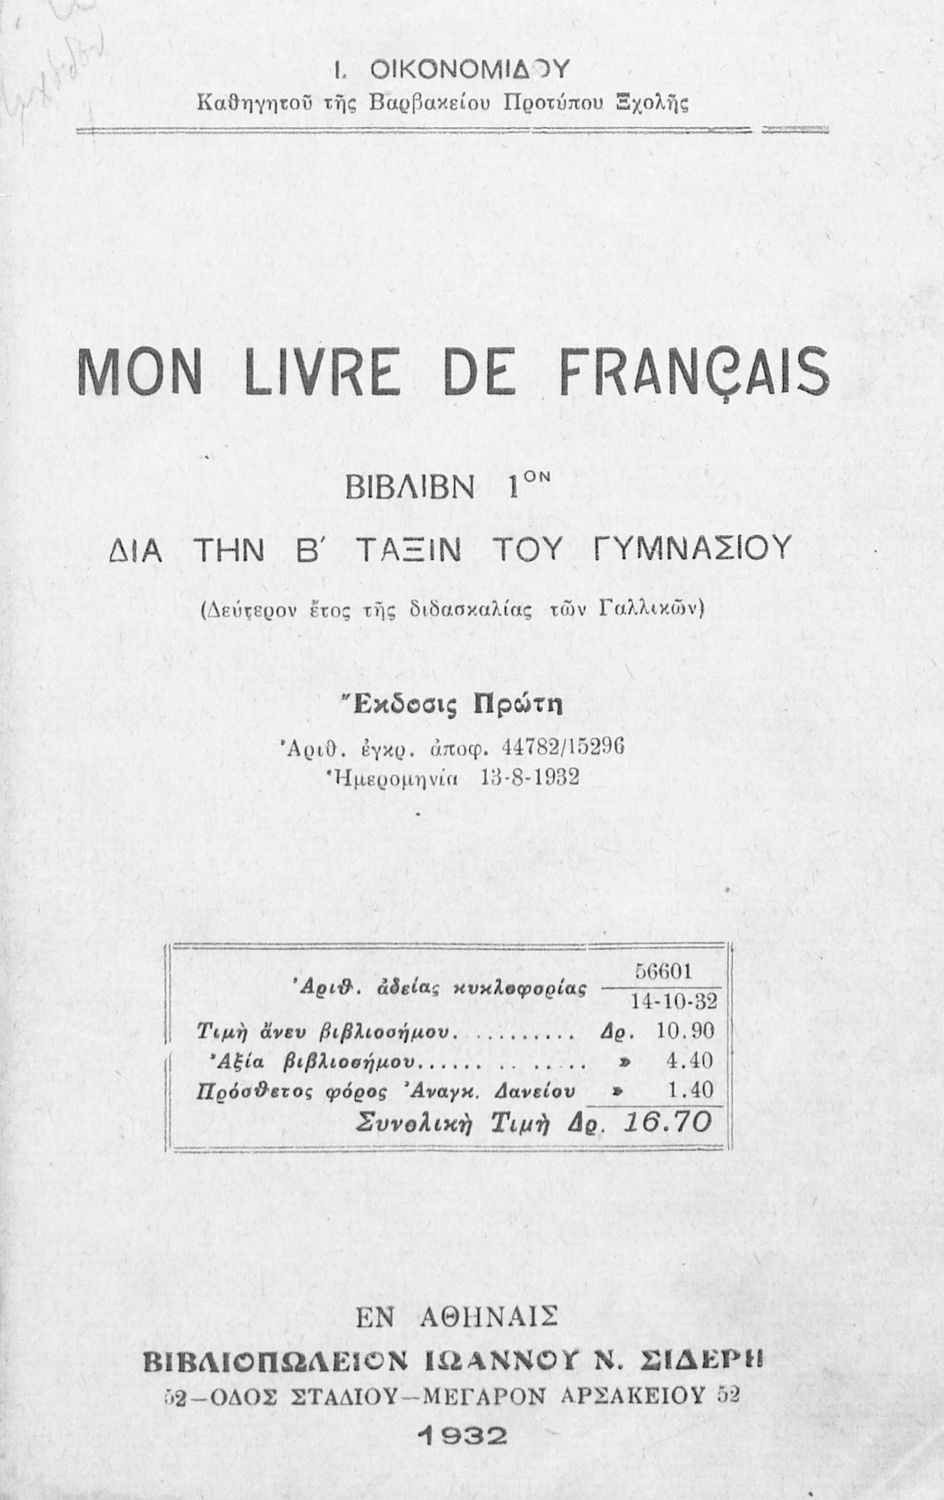 Ι. ΟΙΚΟΝΟΜΙΔΟΥ
Καθηγητοῦ τῆς Βαρβακείου Προτύπου Ξχολῆς
MON LIVRE DE FRANÇAIS
ΒΙΒΛΙΒΝ 1ΟΝ
ΔΙΑ ΤΗΝ Β΄ ΤΑΞΙΝ ΤΟΥ ΓΥΜΝΑΣΙΟΥ
(Δεύτερον ἔτος τῆς διδασκαλίας τῶν Γαλλικῶν)
Ἔκδοσις Πρώτη
Ἀριθ. ἐγκρ. ἀποφ. 44782/15296
Ἡμερομηνία 13-8-1932
Ἀριθ. ἀδείας κυκλοφορίας 56601
14-10-32
Τιμὴ ἄνευ βιβλιοσήμου........... Δρ. 10.90
Ἀξία βιβλιοσήμου............... » 4.40
Πρόσθετος φόρος Ἀναγκ. Δανείου » 1.40
Συνολικὴ Τιμὴ Δρ. 16.70
ΕΝ ΑΘΗΝΑΙΣ
ΒΙΒΛΙΟΠΩΛΕΙΟΝ ΙΩΑΝΝΟΥ Ν. ΣΙΔΕΡΗ
52—ΟΔΟΣ ΣΤΑΔΙΟΥ—ΜΕΓΑΡΟΝ ΑΡΣΑΚΕΙΟΥ 52
1932